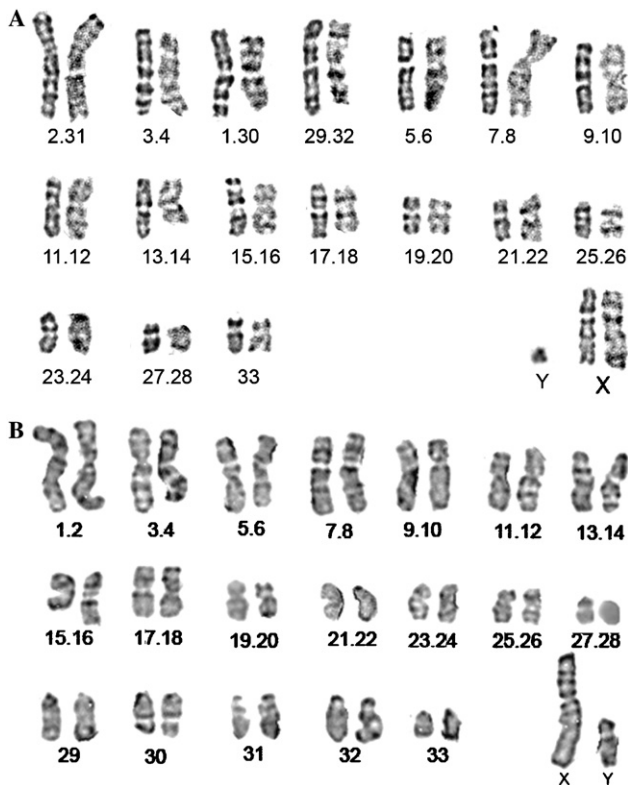 A
2.31 3.4 1.30 29.32 5.6 7.8 9.10
11.12 13.14 15.16 17.18 19.20 21.22 25.26
23.24 27.28 33 Y X
B
1.2 3.4 5.6 7.8 9.10 11.12 13.14
15.16 17.18 19.20 21.22 23.24 25.26 27.28
29 30 31 32 33 X Y